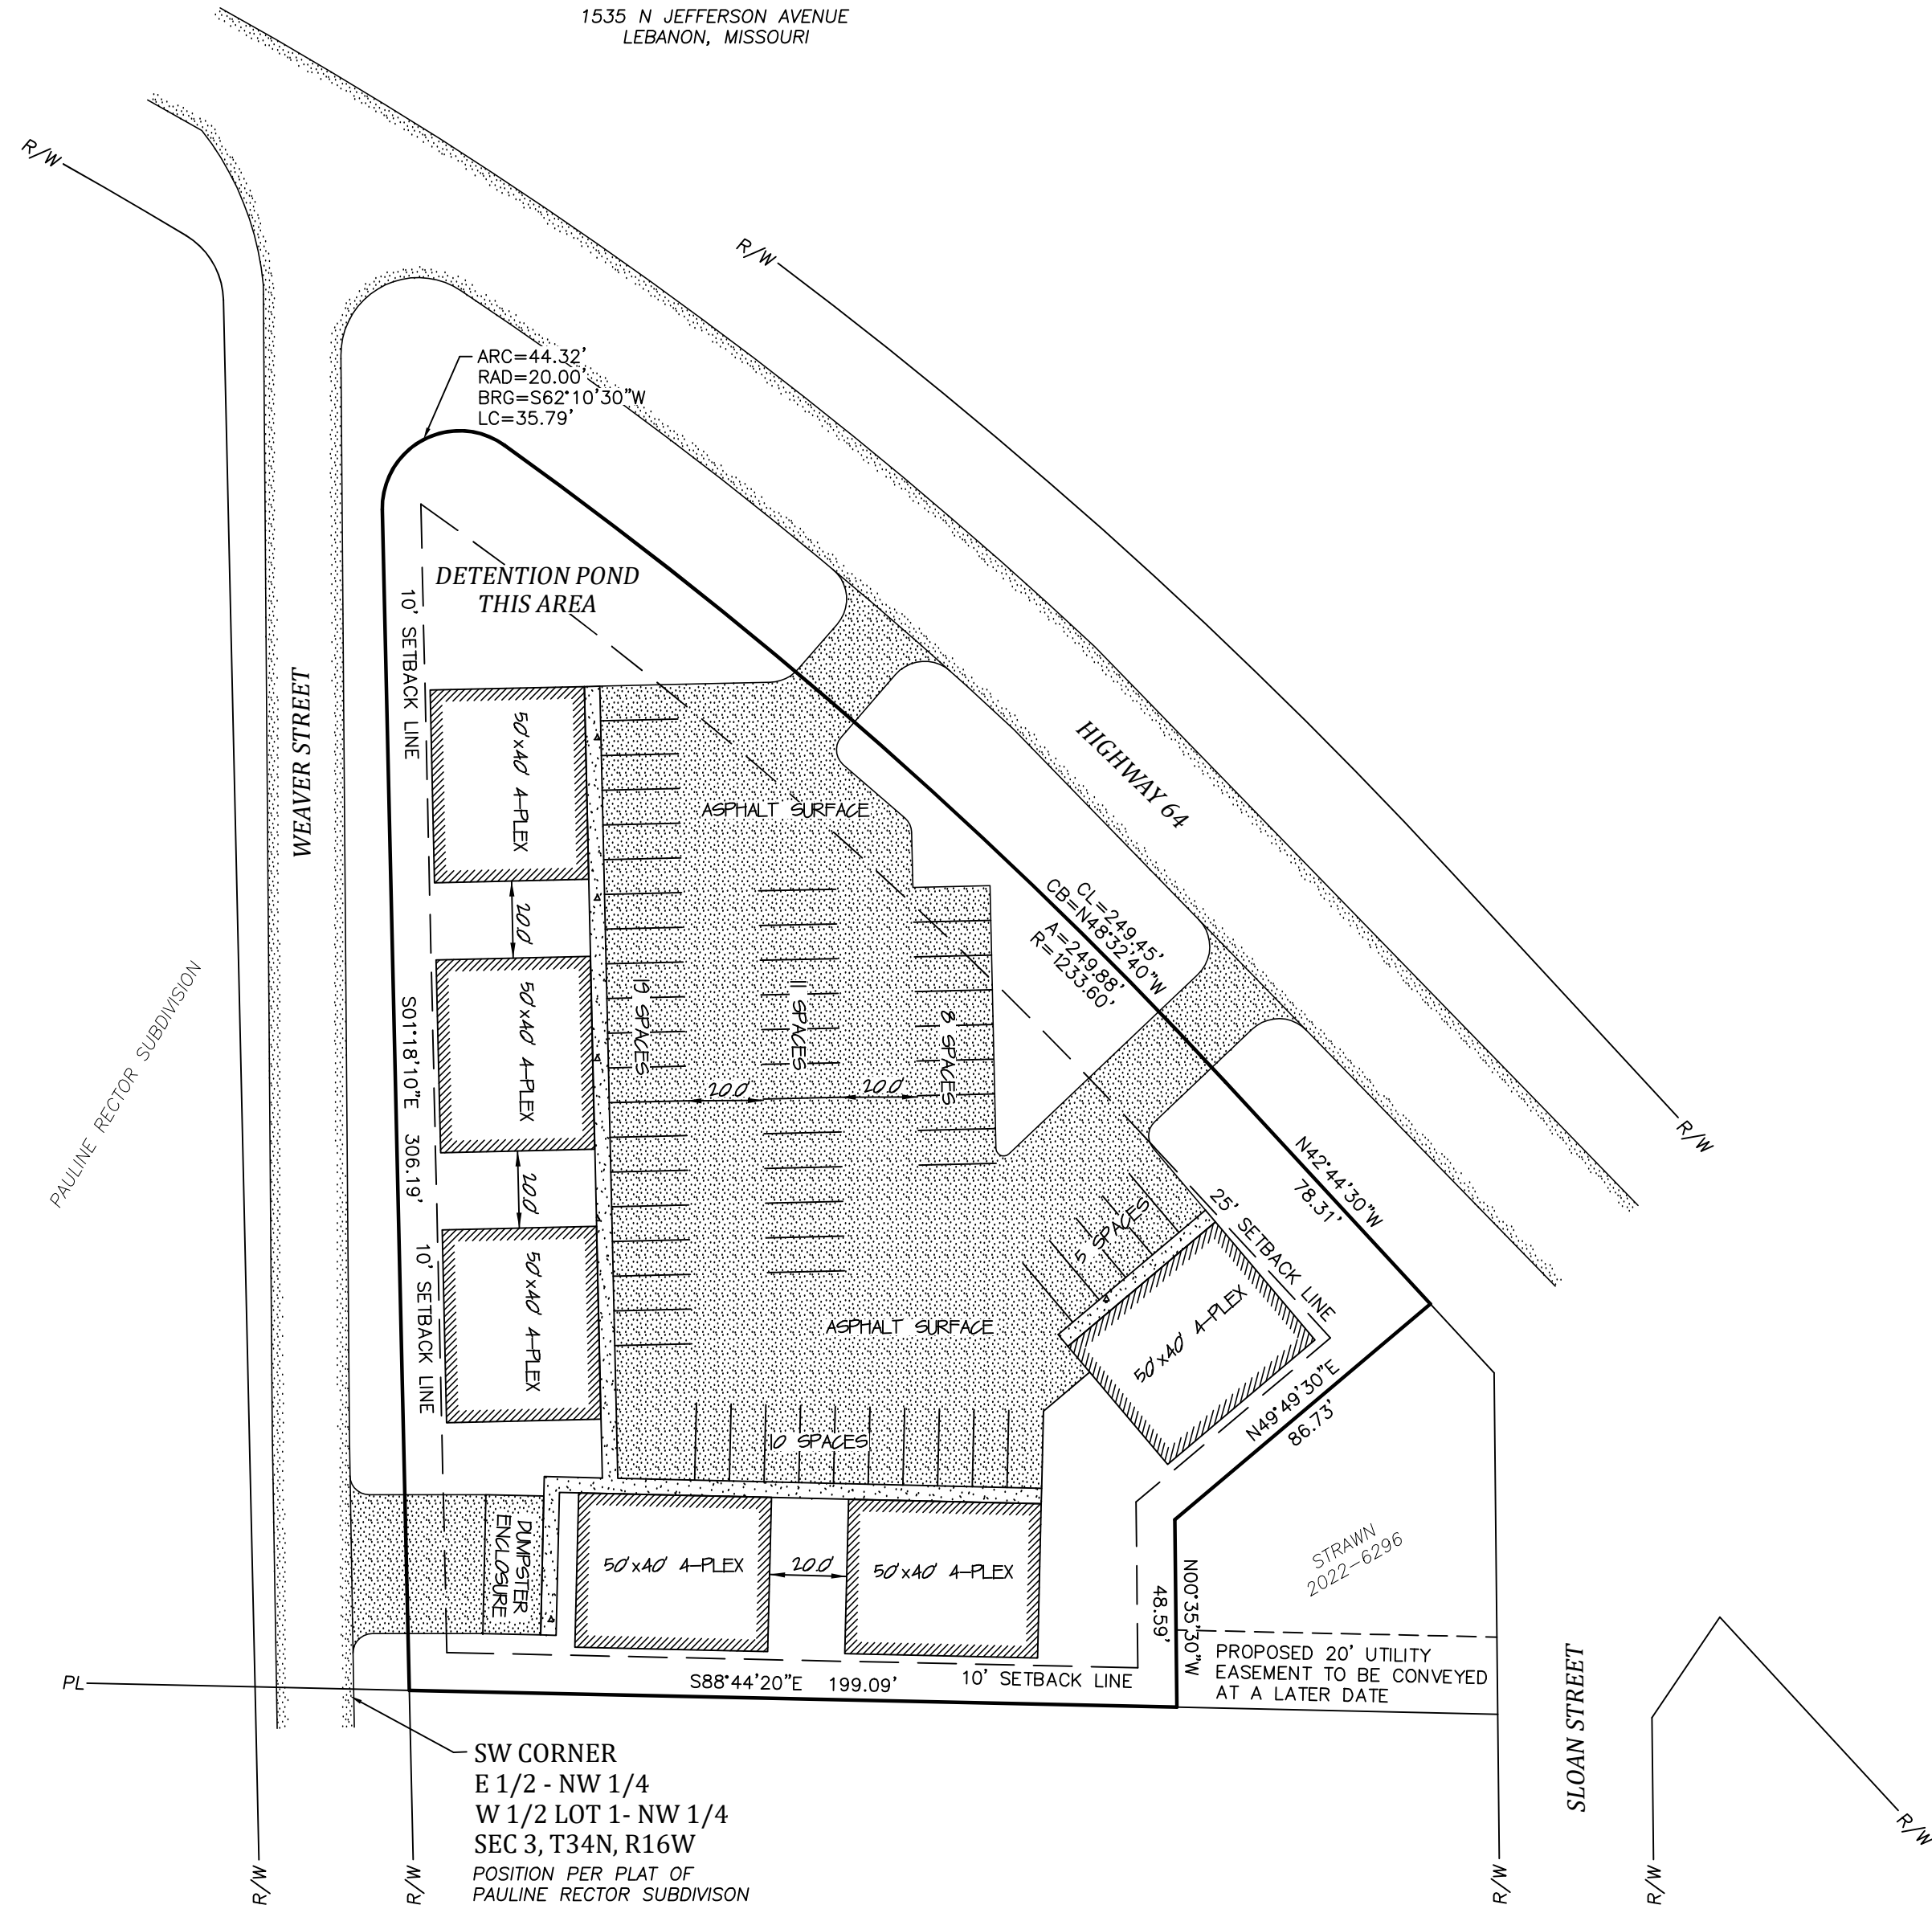 1535 N JEFFERSON AVENUE
LEBANON, MISSOURI
R/W
R/W
ARC=44.32'
RAD=20.00'
BRG=S62°10'30"W
LC=35.79'
DETENTION POND
THIS AREA
10' SETBACK LINE
WEAVER STREET
50'x40' 4-PLEX
ASPHALT SURFACE
HIGHWAY 64
20.0'
CL=249.45'
CB=N48°32'40"W
A=249.88'
R=1233.60'
PAULINE RECTOR SUBDIVISION
S01°18'10"E 306.19'
50'x40' 4-PLEX
19 SPACES
11 SPACES
8 SPACES
20.0'
20.0'
R/W
N42°44'30"W
78.31'
20.0'
5 SPACES
25' SETBACK LINE
10' SETBACK LINE
50'x40' 4-PLEX
ASPHALT SURFACE
50'x40' 4-PLEX
N49°49'30"E
86.73'
10 SPACES
DUMPSTER
ENCLOSURE
50'x40' 4-PLEX
20.0'
50'x40' 4-PLEX
STRAWN
2022-6296
N00°35'30"W
48.59'
PROPOSED 20' UTILITY
EASEMENT TO BE CONVEYED
AT A LATER DATE
PL
S88°44'20"E 199.09'
10' SETBACK LINE
SLOAN STREET
SW CORNER
E 1/2 - NW 1/4
W 1/2 LOT 1- NW 1/4
SEC 3, T34N, R16W
POSITION PER PLAT OF
PAULINE RECTOR SUBDIVISON
R/W
R/W
R/W
R/W
R/W